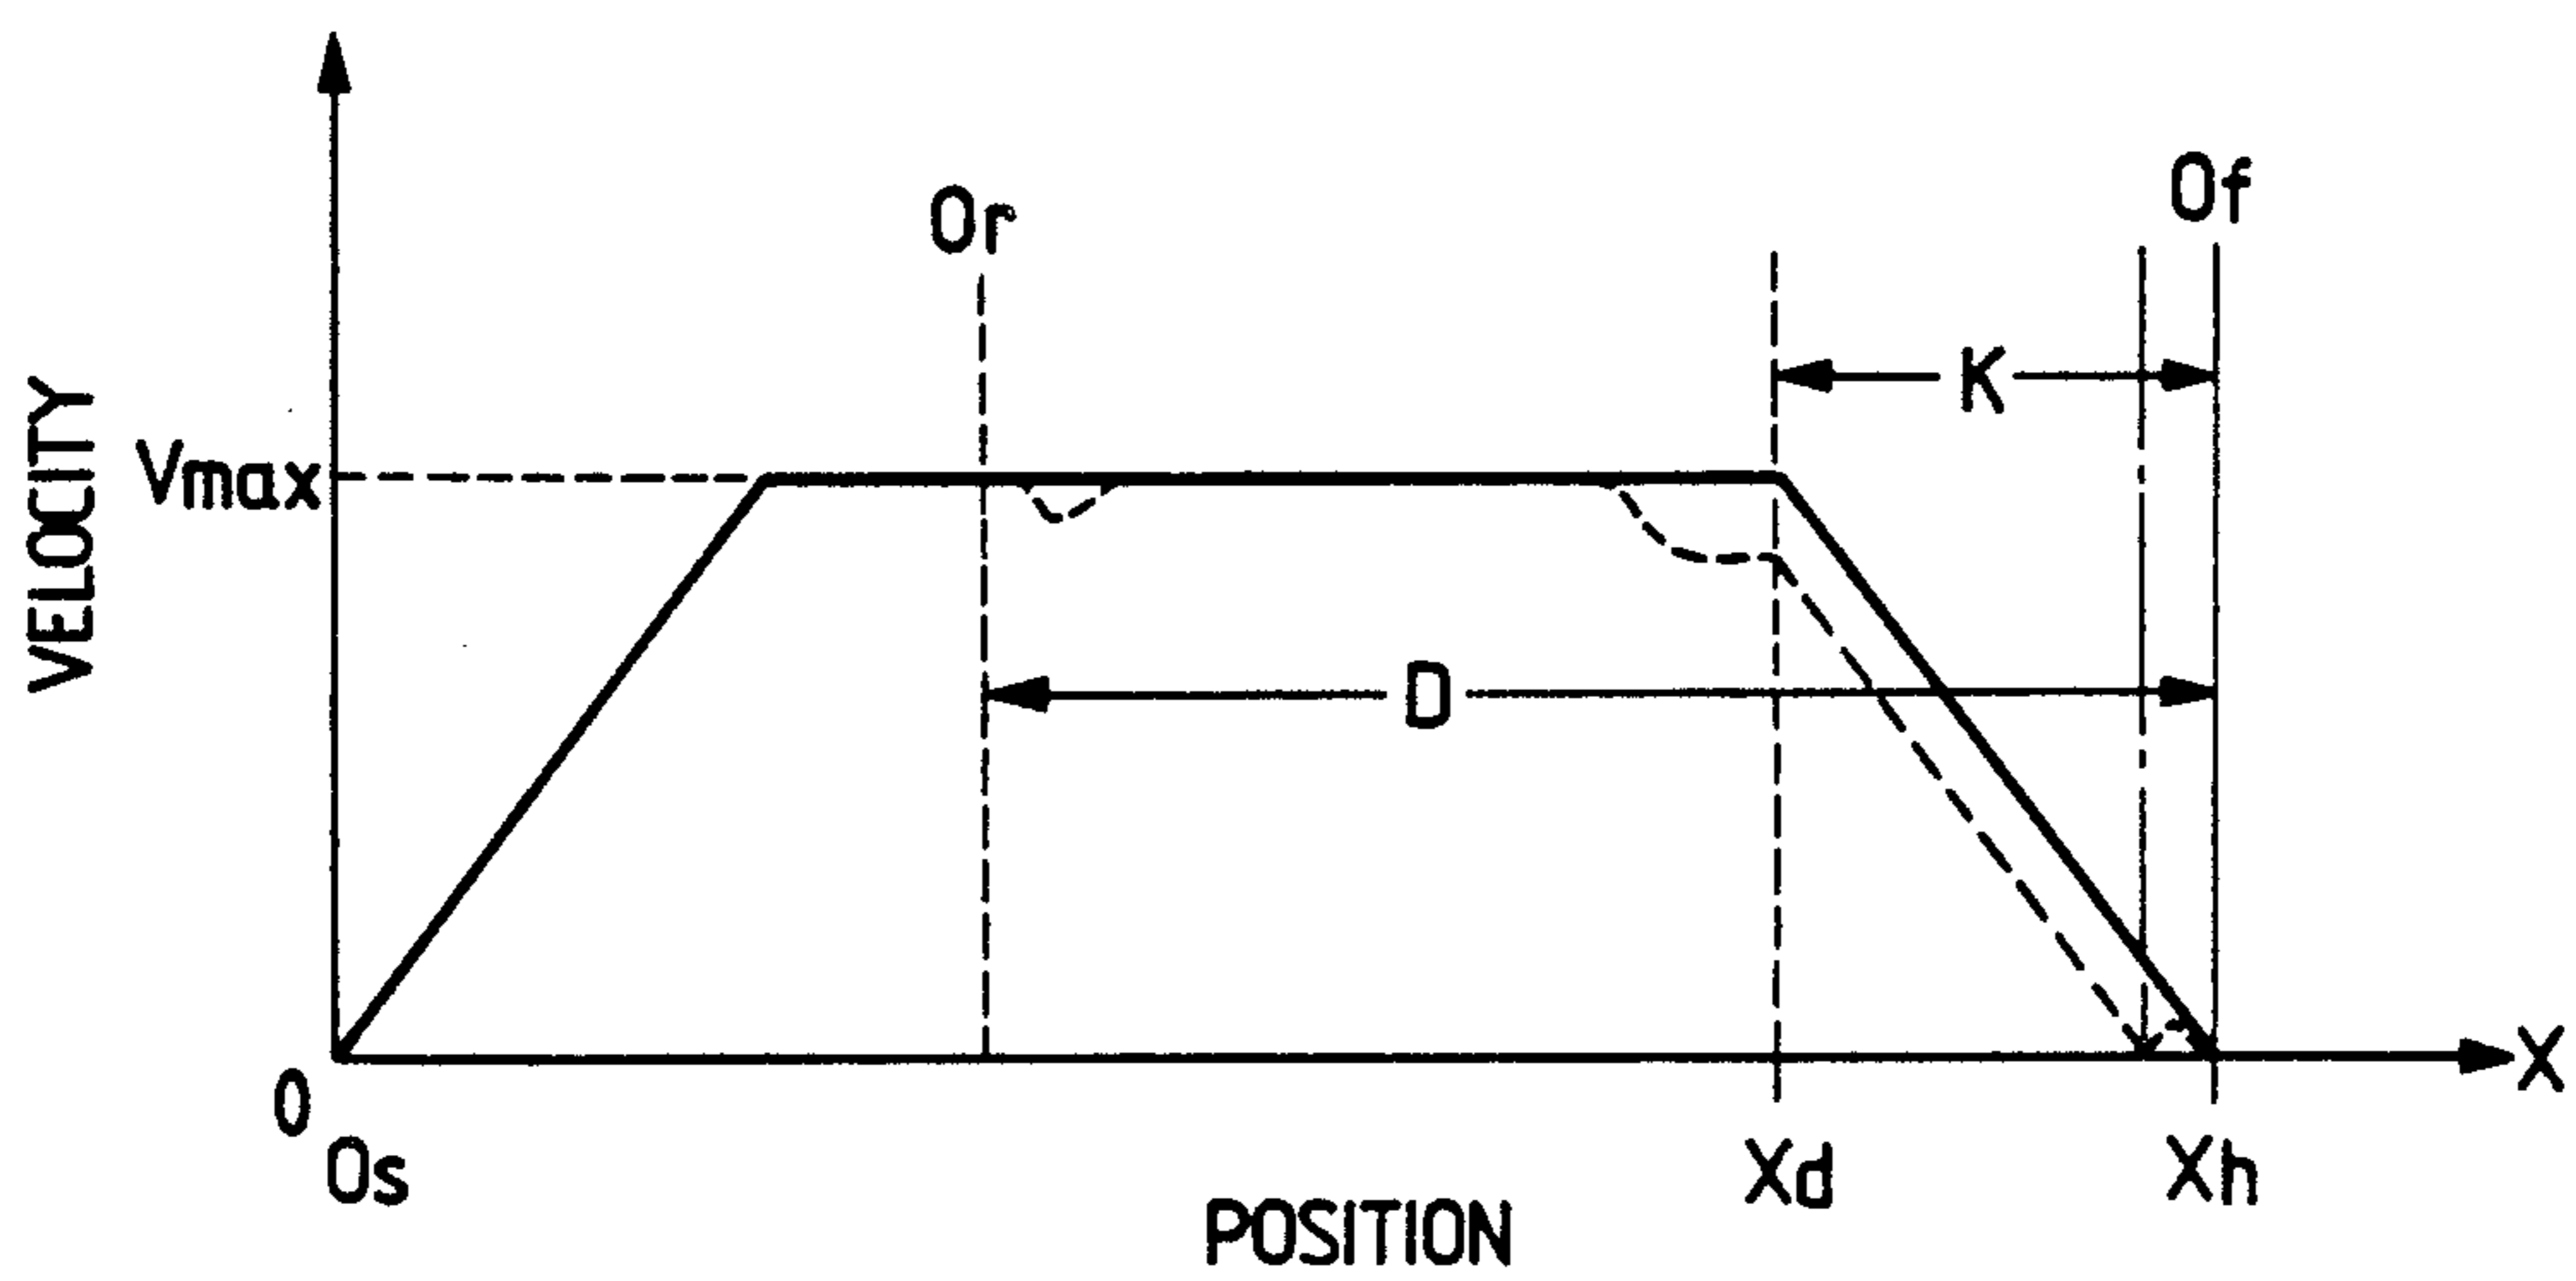 Of
Or
K
Vmax
VELOCITY
D
X
0
Os
Xd
Xh
POSITION